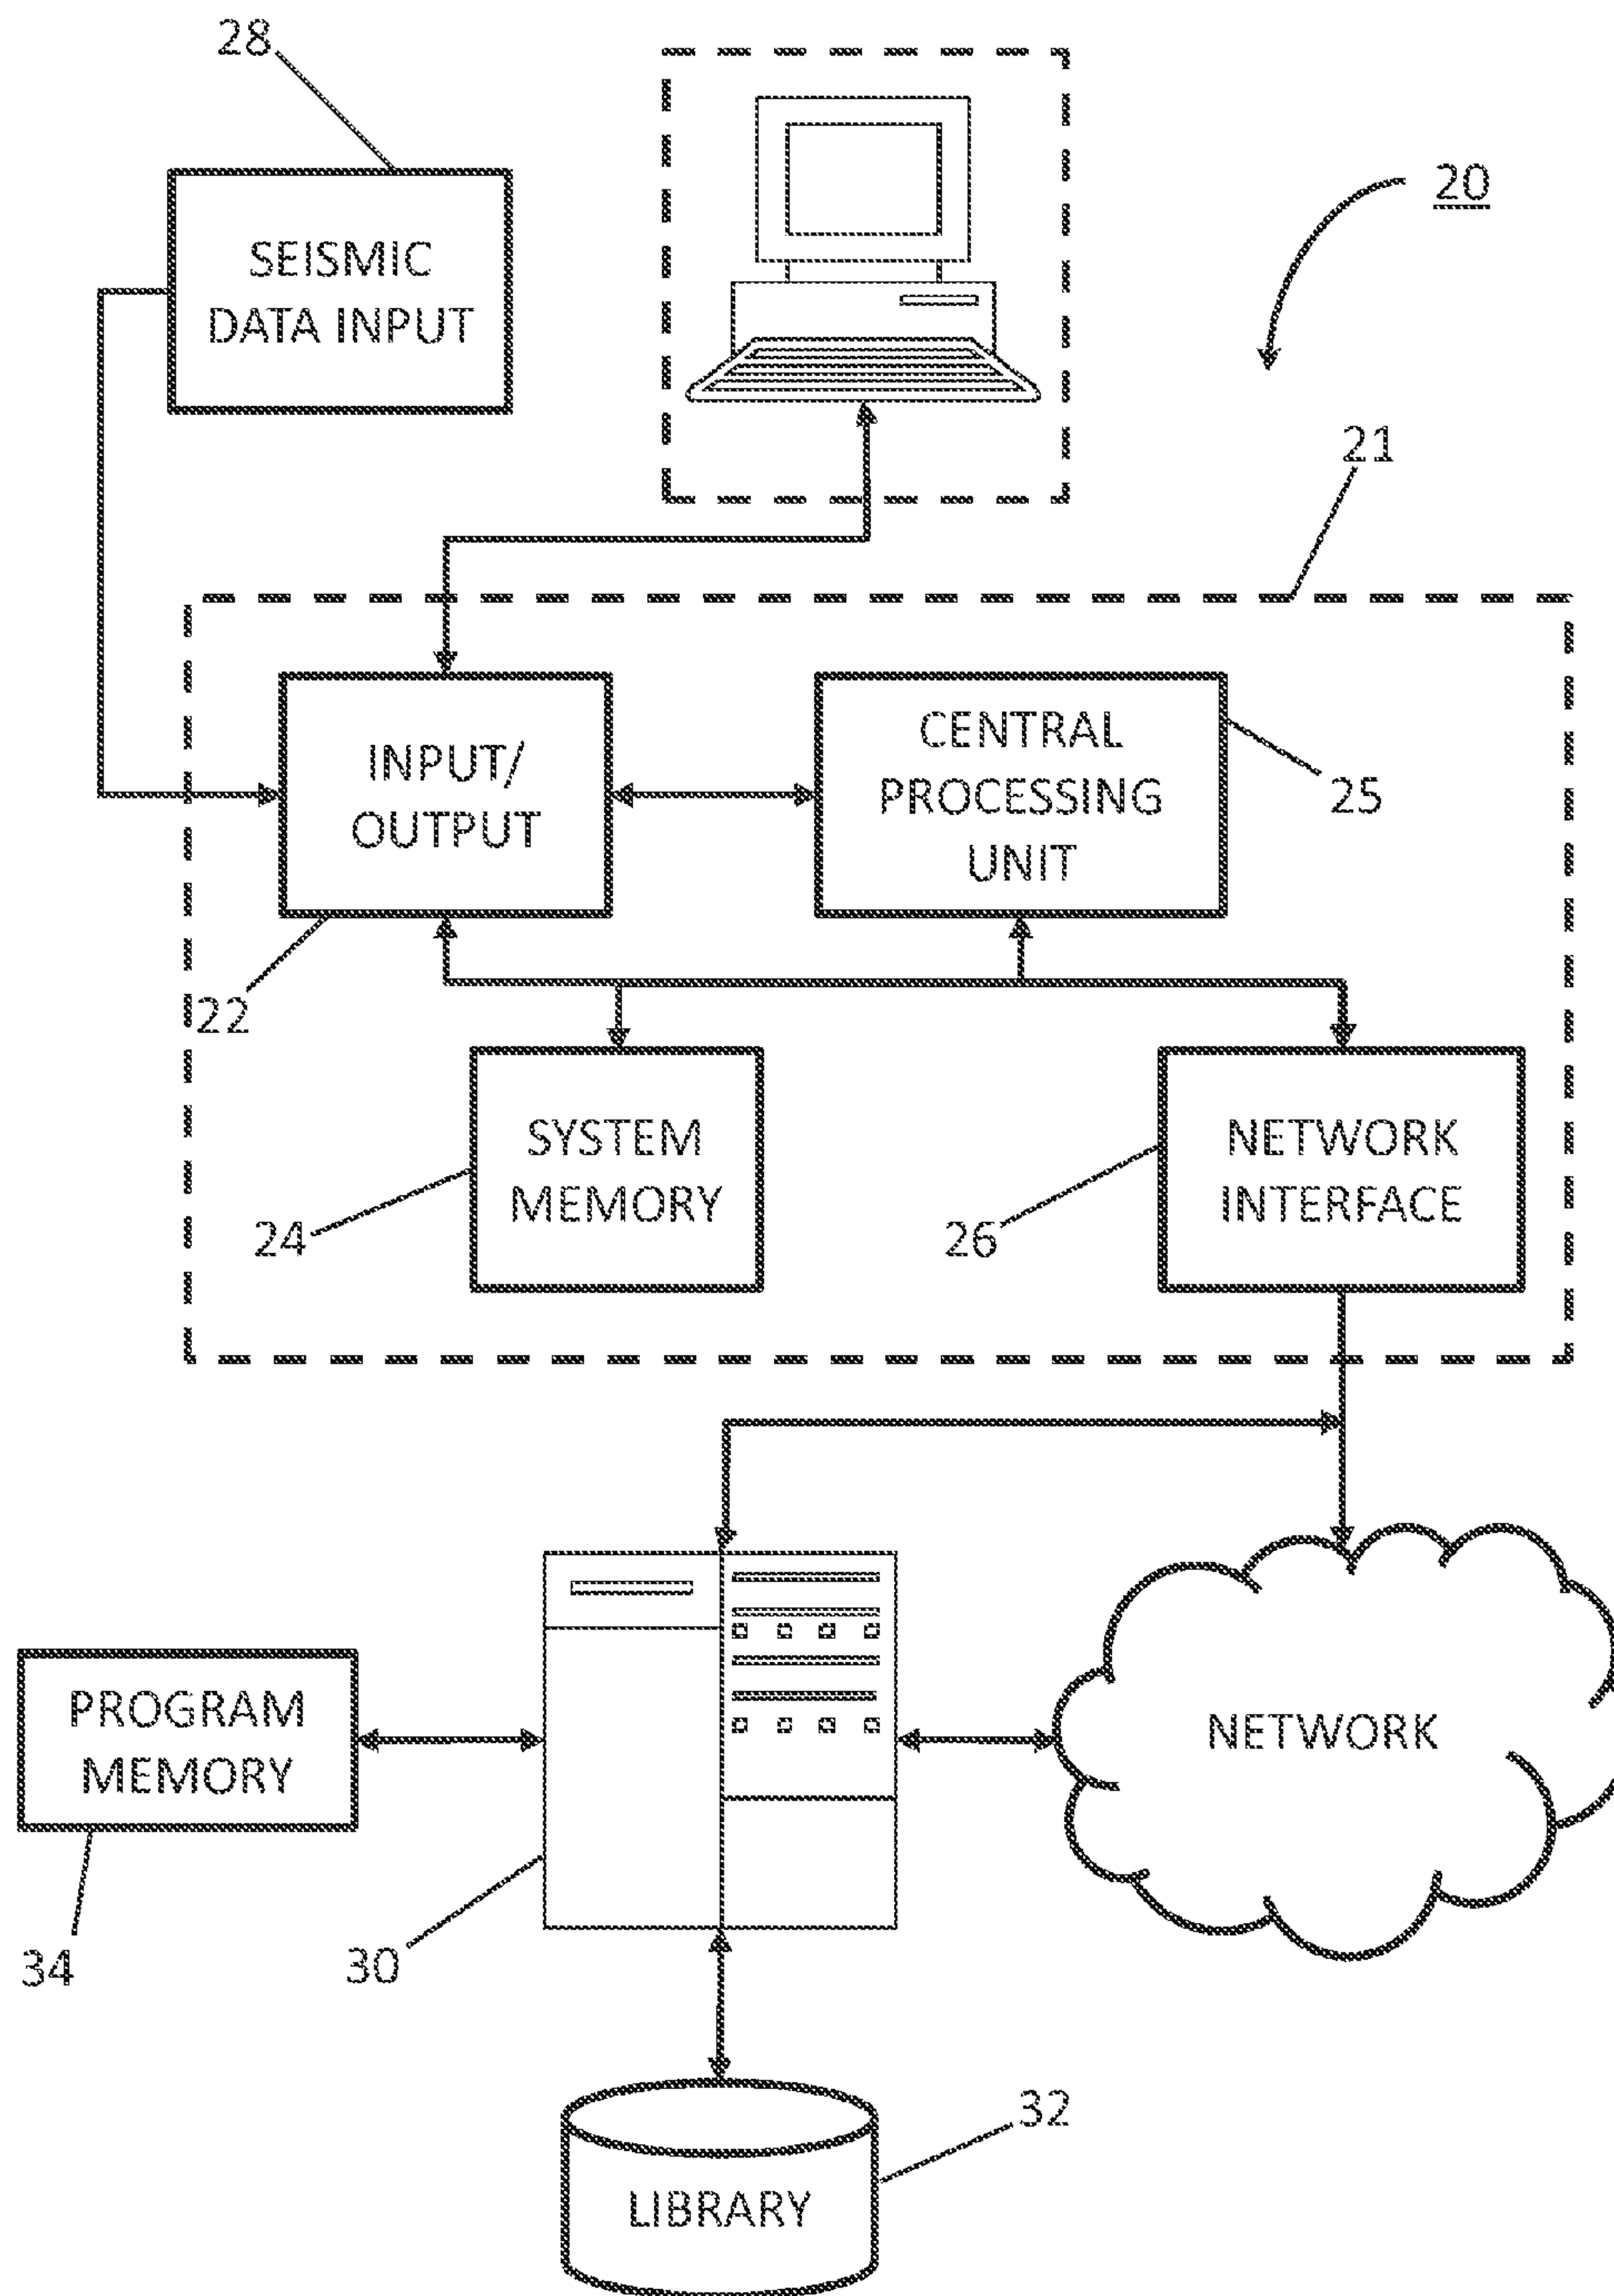 28
20
SEISMIC
DATA INPUT
21
INPUT/
OUTPUT
CENTRAL
PROCESSING
UNIT
25
22
SYSTEM
MEMORY
24
NETWORK
INTERFACE
26
PROGRAM
MEMORY
NETWORK
34
30
32
LIBRARY